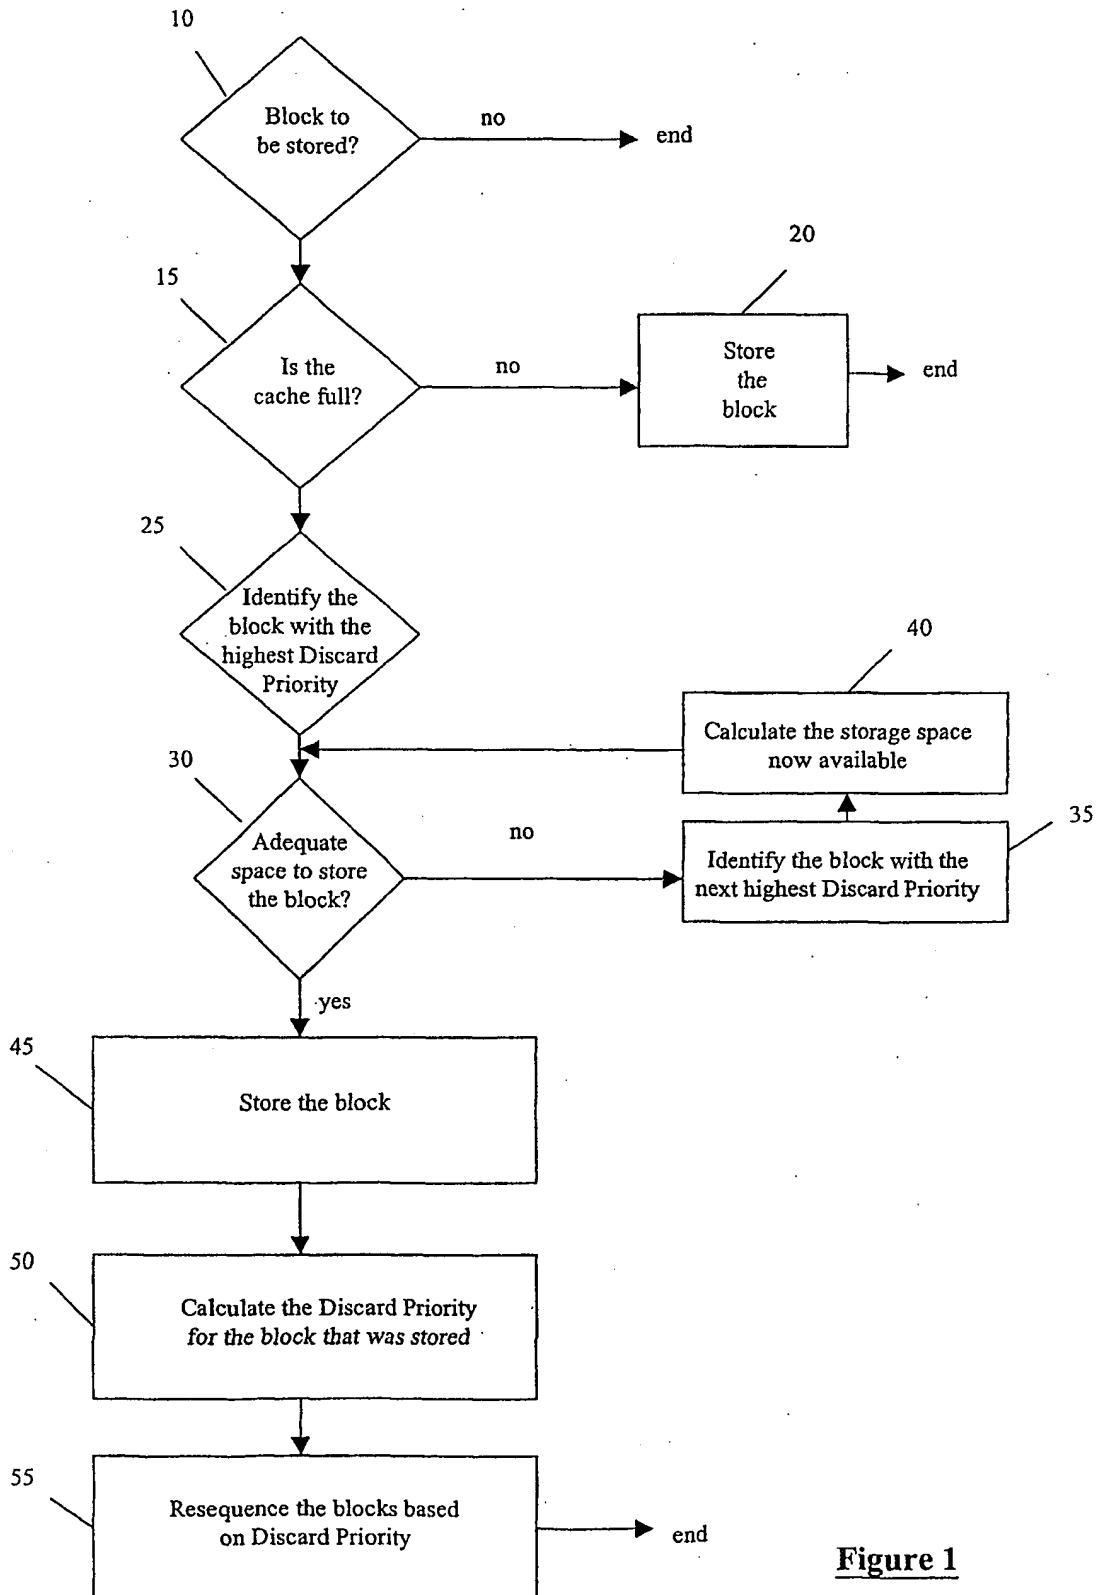 10
Block to
be stored?
no
end
15
Is the
cache full?
no
20
Store
the
block
end
25
Identify the
block with the
highest Discard
Priority
40
Calculate the storage space
now available
30
Adequate
space to store
the block?
no
35
Identify the block with the
next highest Discard Priority
yes
45
Store the block
50
Calculate the Discard Priority
for the block that was stored
55
Resequence the blocks based
on Discard Priority
end
Figure 1